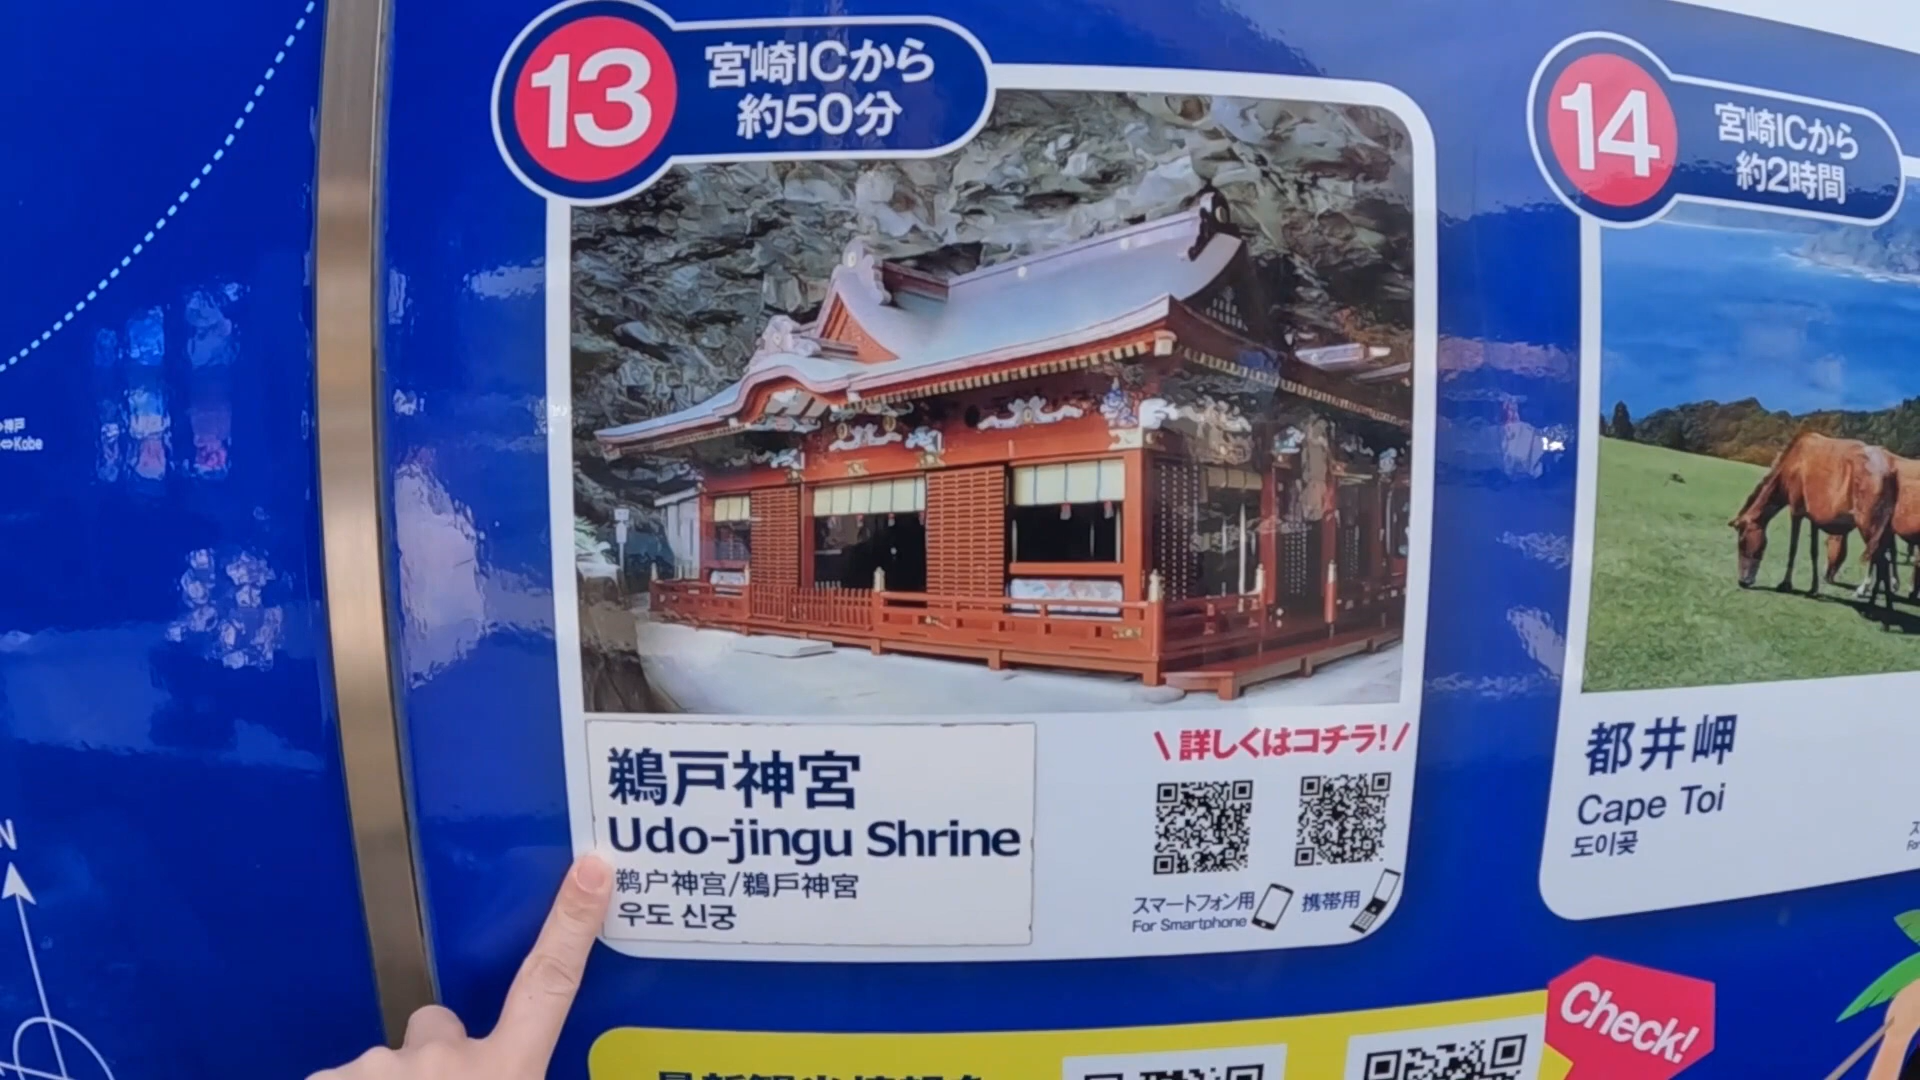 13
宮崎ICから
約50分
鵜戸神宮
Udo-jingu Shrine
鹈户神宫/鵜戶神宮
우도 신궁
\ 詳しくはコチラ! /
スマートフォン用
For Smartphone
携帯用
14
宮崎ICから
約2時間
都井岬
Cape Toi
도이곶
Check!
⇔Kobe
N